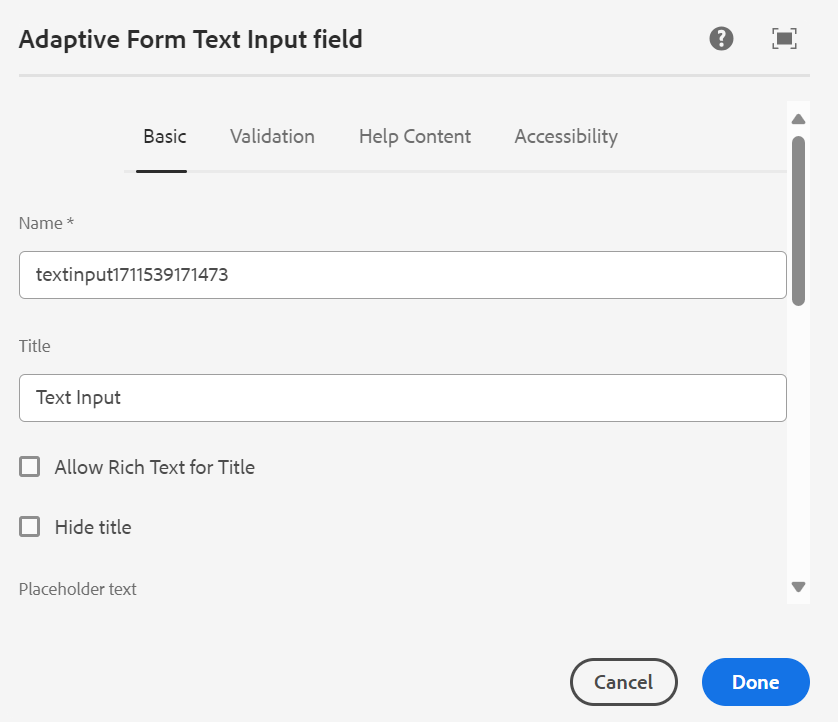 Adaptive Form Text Input field
Basic Validation Help Content Accessibility
Name *
textinput1711539171473
Title
Text Input
Allow Rich Text for Title
Hide title
Placeholder text
Cancel Done